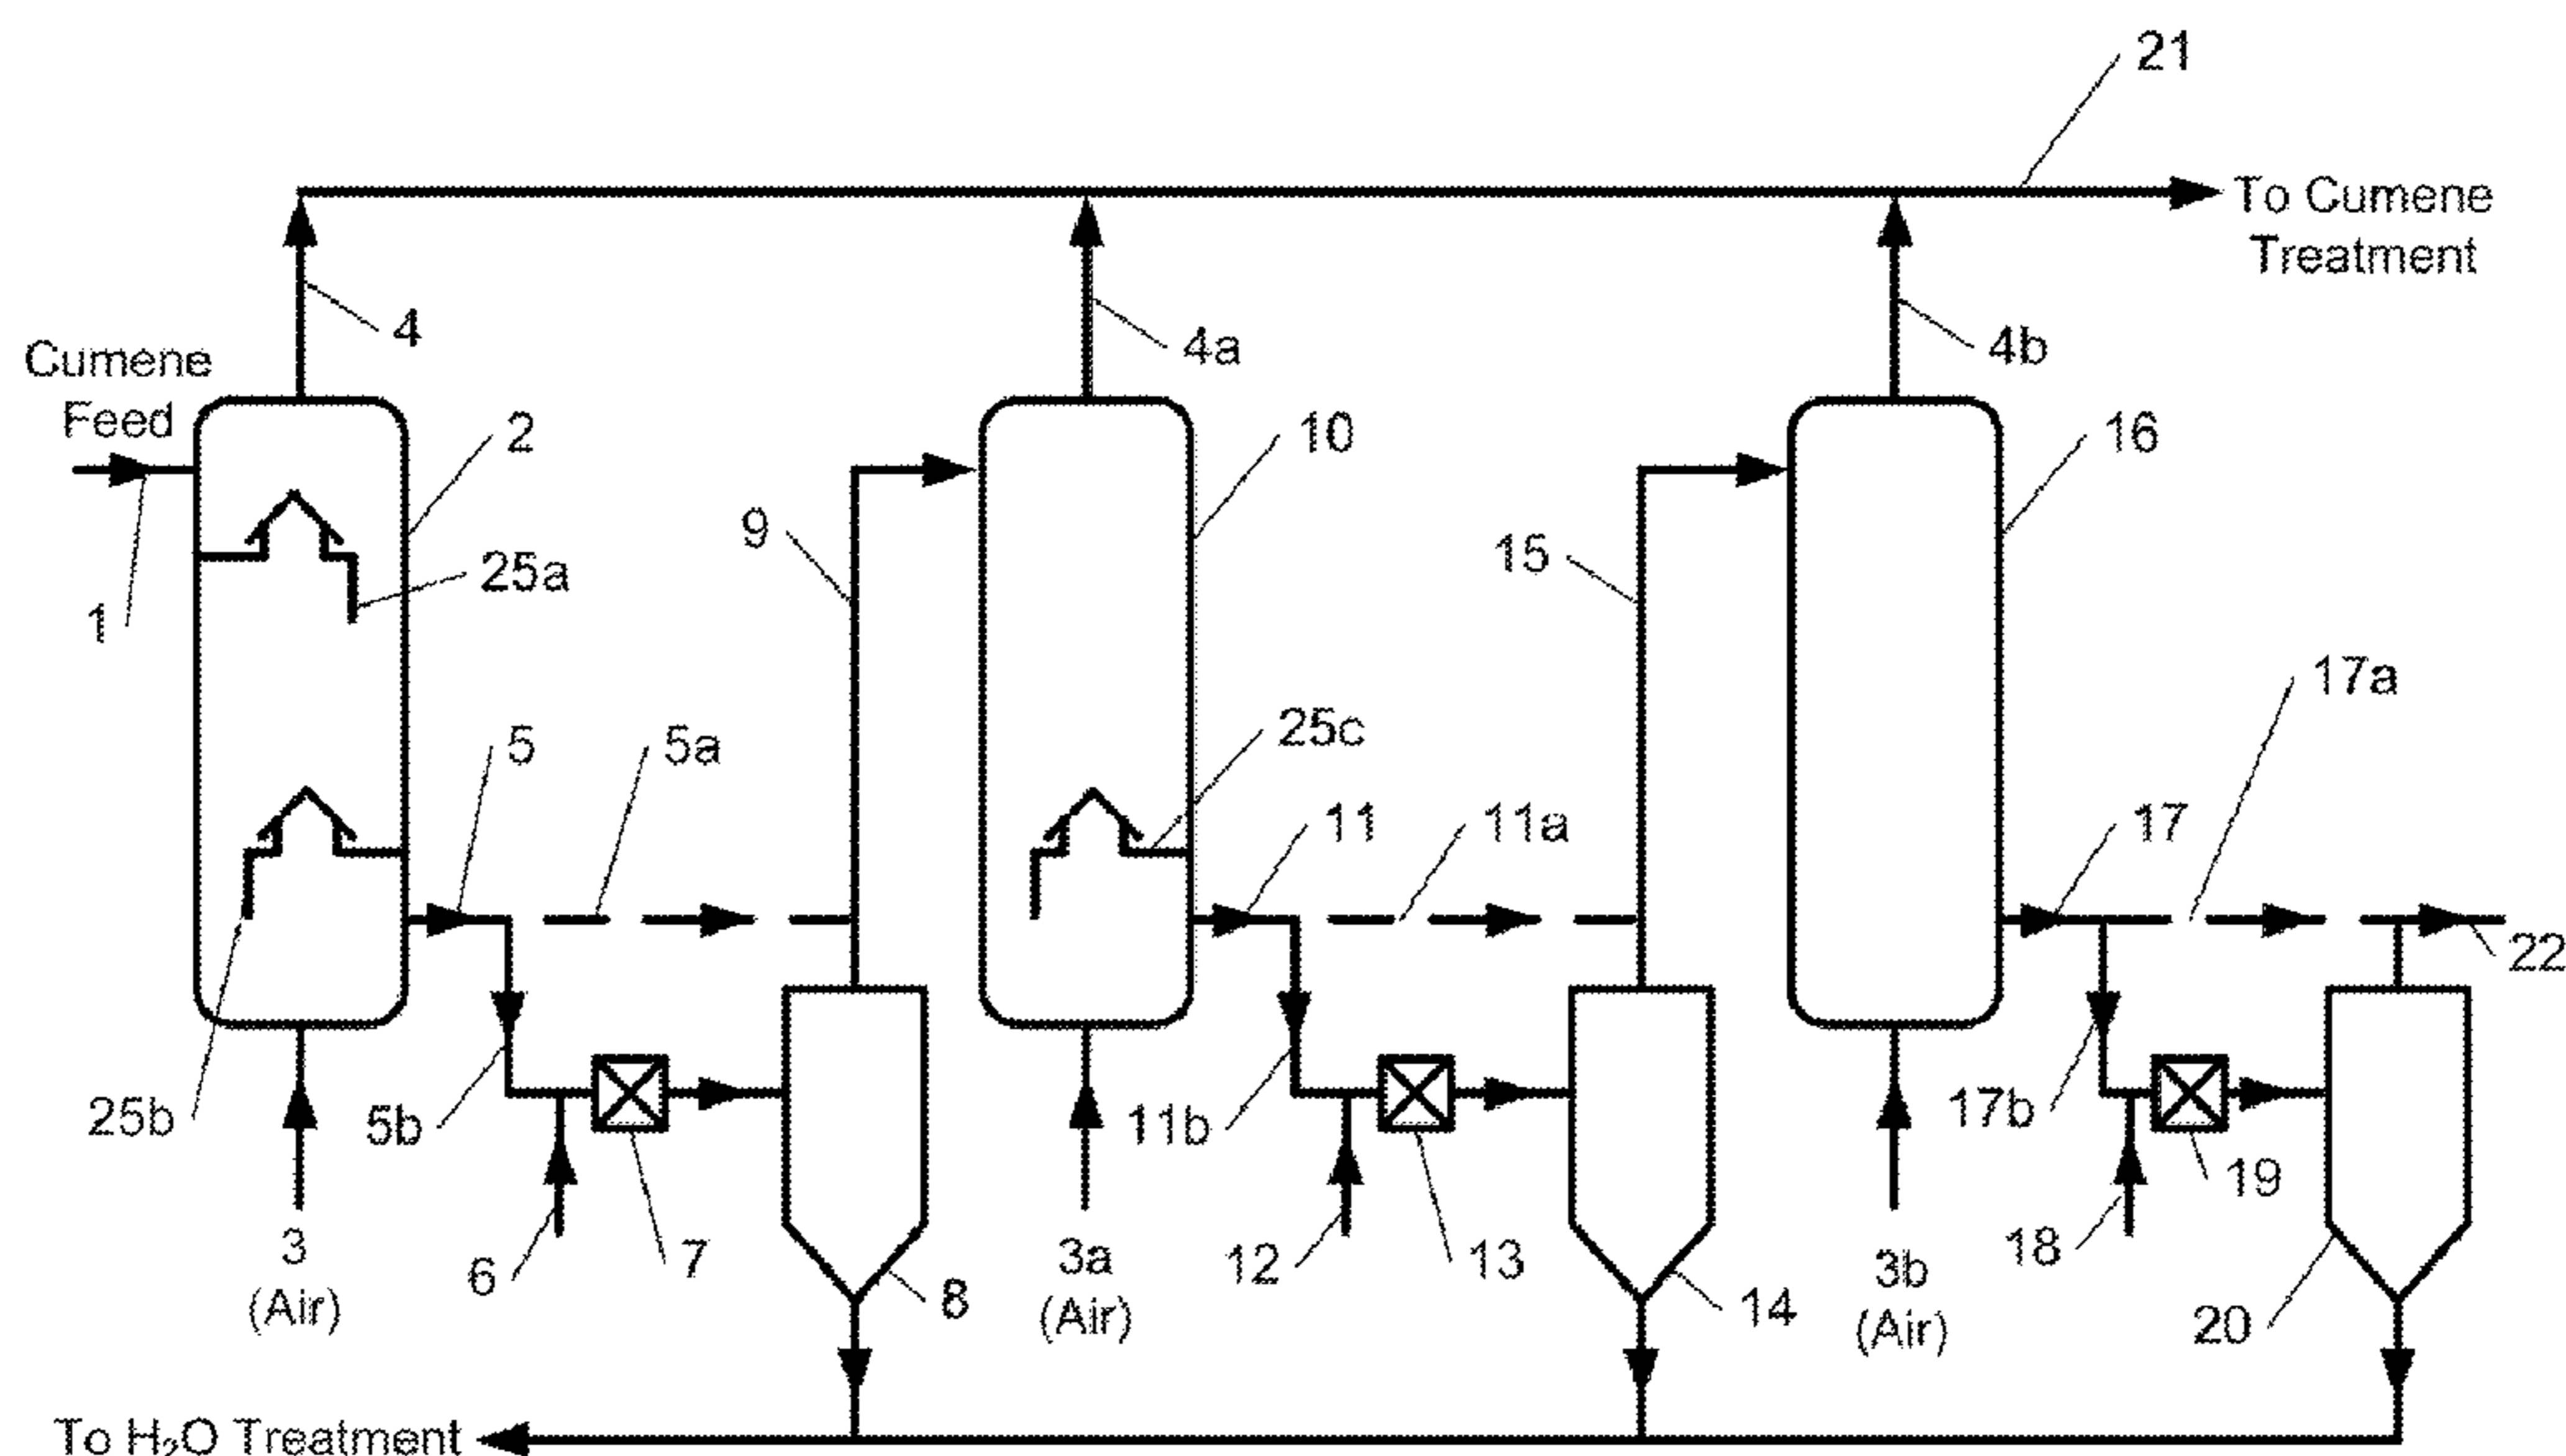 21
To Cumene
Treatment
4
4a
4b
Cumene
Feed
2
10
16
9
15
25a
1
17a
25c
5
5a
11
11a
17
22
25b
5b
11b
17b
19
3
(Air)
6
7
8
3a
(Air)
12
13
14
3b
(Air)
18
20
To H₂O Treatment